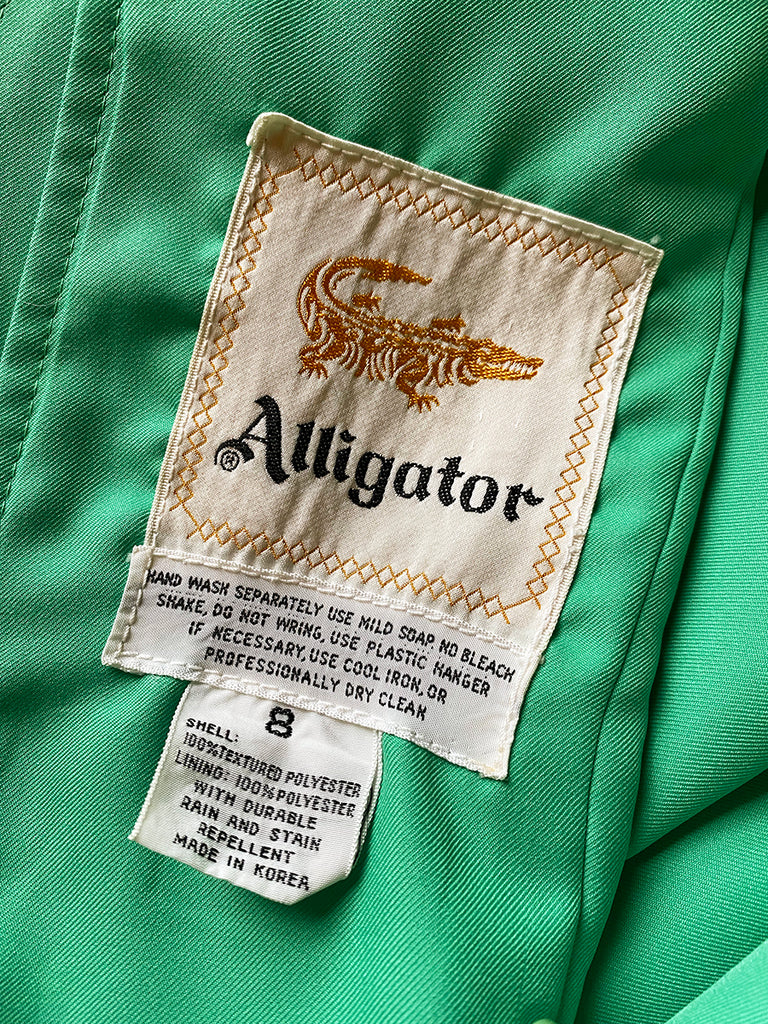 Alligator
®
HAND WASH SEPARATELY USE MILD SOAP. NO BLEACH
SHAKE, DO NOT WRING, USE PLASTIC HANGER
IF NECESSARY, USE COOL IRON, OR
PROFESSIONALLY DRY CLEAN
8
SHELL:
100% TEXTURED POLYESTER
LINING: 100% POLYESTER
WITH DURABLE
RAIN AND STAIN
REPELLENT
MADE IN KOREA